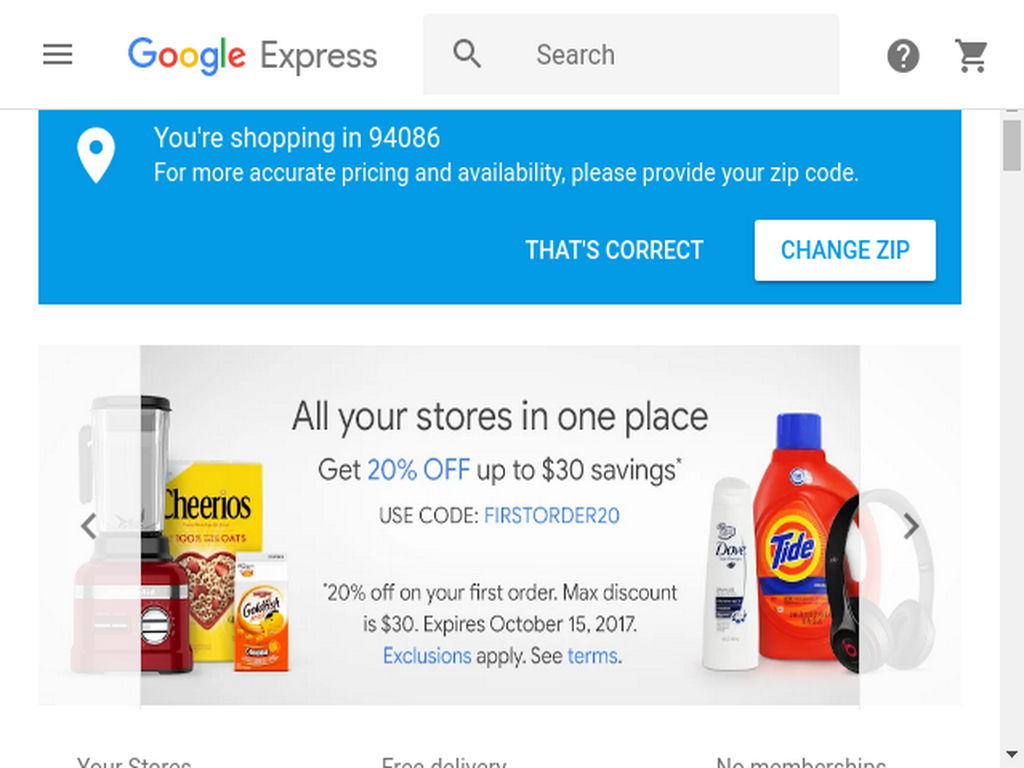 Google Express
Search
You're shopping in 94086
For more accurate pricing and availability, please provide your zip code.
THAT'S CORRECT
CHANGE ZIP
All your stores in one place
Get 20% OFF up to $30 savings*
USE CODE: FIRSTORDER20
*20% off on your first order. Max discount
is $30. Expires October 15, 2017.
Exclusions apply. See terms.
Cheerios
100% OATS
Goldfish
Dove
Tide
Your Stores
Free delivery
No memberships